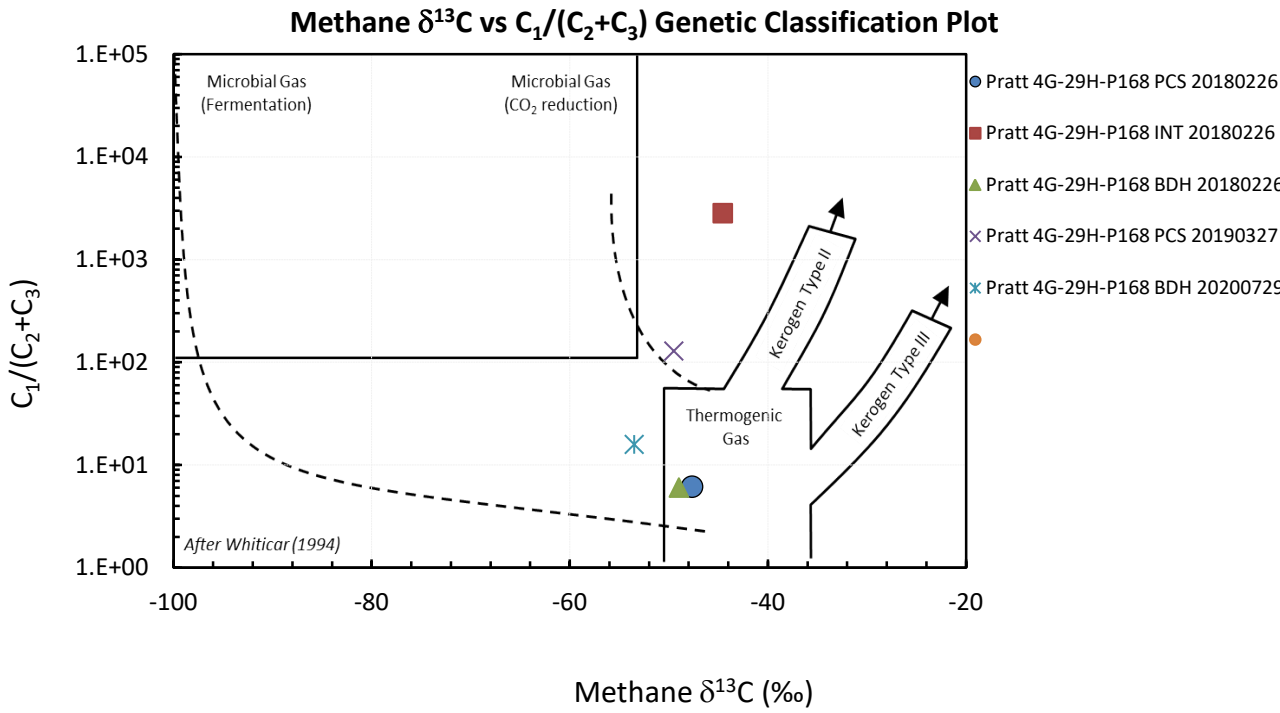 Methane δ¹³C vs C₁/(C₂+C₃) Genetic Classification Plot
1.E+05
1.E+04
1.E+03
1.E+02
1.E+01
1.E+00
C₁/(C₂+C₃)
Microbial Gas
(Fermentation)
Microbial Gas
(CO₂ reduction)
Kerogen Type II
Kerogen Type III
Thermogenic
Gas
After Whiticar (1994)
-100
-80
-60
-40
-20
Methane δ¹³C (‰)
Pratt 4G-29H-P168 PCS 20180226
Pratt 4G-29H-P168 INT 20180226
Pratt 4G-29H-P168 BDH 20180226
Pratt 4G-29H-P168 PCS 20190327
Pratt 4G-29H-P168 BDH 20200729